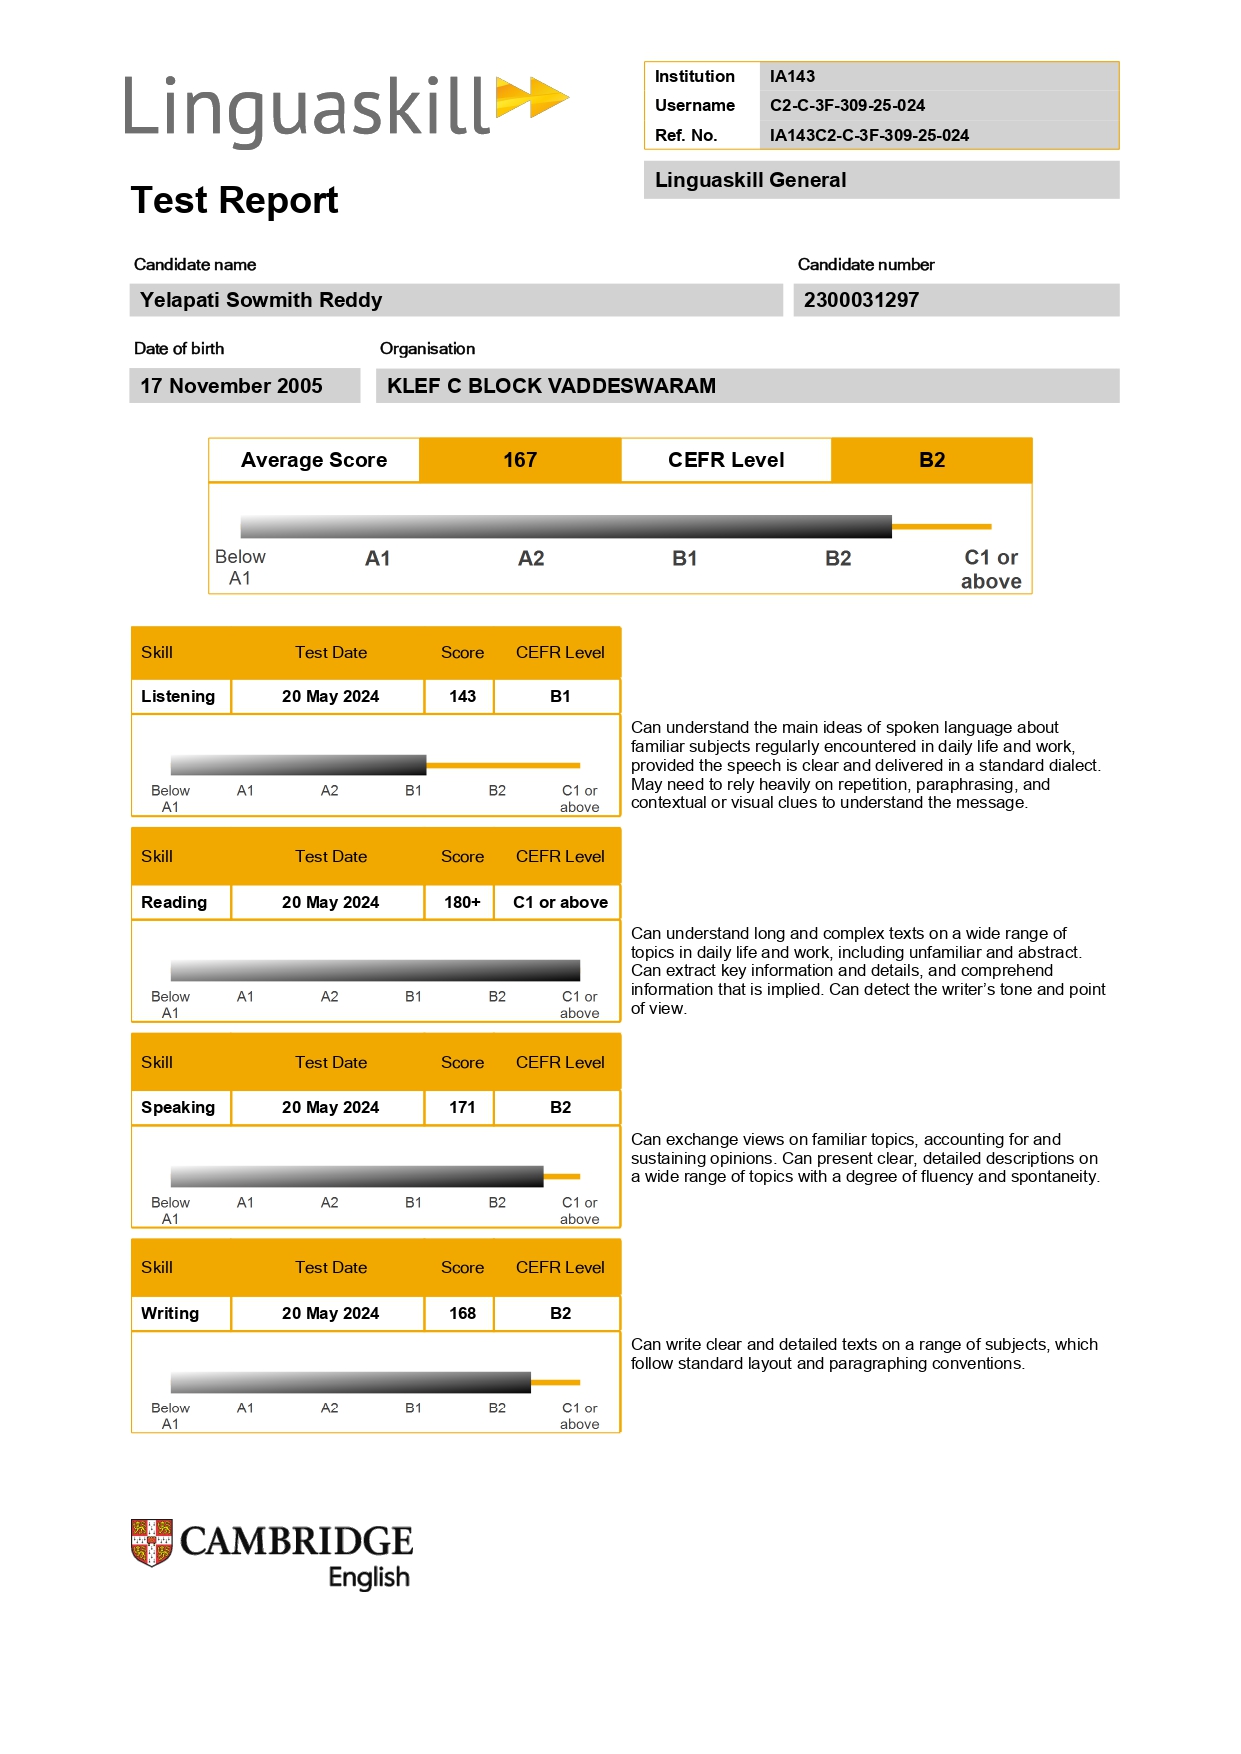 Linguaskill
Institution IA143
Username C2-C-3F-309-25-024
Ref. No. IA143C2-C-3F-309-25-024
Linguaskill General
Test Report
Candidate name Candidate number
Yelapati Sowmith Reddy 2300031297
Date of birth Organisation
17 November 2005 KLEF C BLOCK VADDESWARAM
Average Score 167 CEFR Level B2
Below A1 A2 B1 B2 C1 or
A1 above
Skill Test Date Score CEFR Level
Listening 20 May 2024 143 B1
Below A1 A2 B1 B2 C1 or
A1 above
Can understand the main ideas of spoken language about
familiar subjects regularly encountered in daily life and work,
provided the speech is clear and delivered in a standard dialect.
May need to rely heavily on repetition, paraphrasing, and
contextual or visual clues to understand the message.
Skill Test Date Score CEFR Level
Reading 20 May 2024 180+ C1 or above
Below A1 A2 B1 B2 C1 or
A1 above
Can understand long and complex texts on a wide range of
topics in daily life and work, including unfamiliar and abstract.
Can extract key information and details, and comprehend
information that is implied. Can detect the writer’s tone and point
of view.
Skill Test Date Score CEFR Level
Speaking 20 May 2024 171 B2
Below A1 A2 B1 B2 C1 or
A1 above
Can exchange views on familiar topics, accounting for and
sustaining opinions. Can present clear, detailed descriptions on
a wide range of topics with a degree of fluency and spontaneity.
Skill Test Date Score CEFR Level
Writing 20 May 2024 168 B2
Below A1 A2 B1 B2 C1 or
A1 above
Can write clear and detailed texts on a range of subjects, which
follow standard layout and paragraphing conventions.
CAMBRIDGE
English